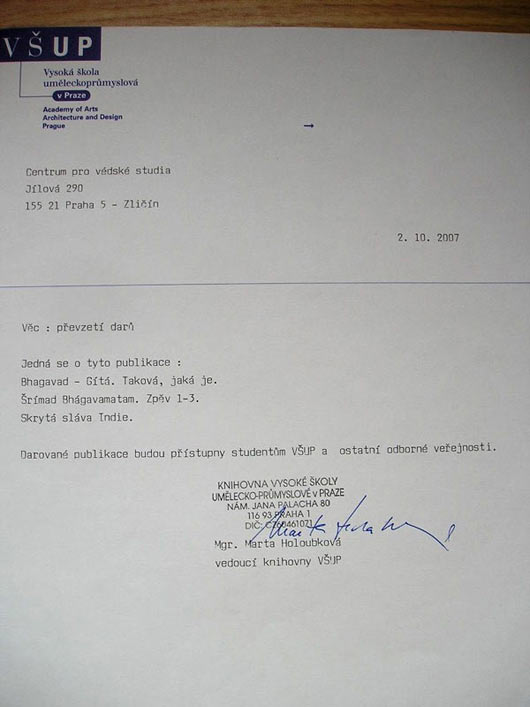 VŠUP
Vysoká škola
uměleckoprůmyslová
v Praze
Academy of Arts
Architecture and Design
Prague
→
Centrum pro védské studia
Jílová 290
155 21 Praha 5 - Zličín
2. 10. 2007
Věc : převzetí darů
Jedná se o tyto publikace :
Bhagavad - Gítá. Taková, jaká je.
Šrímad Bhágavamatam. Zpěv 1-3.
Skrytá sláva Indie.
Darované publikace budou přístupny studentům VŠUP a ostatní odborné veřejnosti.
KNIHOVNA VYSOKÉ ŠKOLY
UMĚLECKO-PRŮMYSLOVÉ v PRAZE
NÁM. JANA PALACHA 80
116 93 PRAHA 1
DIČ:
Mgr. Marta Holoubková
vedoucí knihovny VŠUP